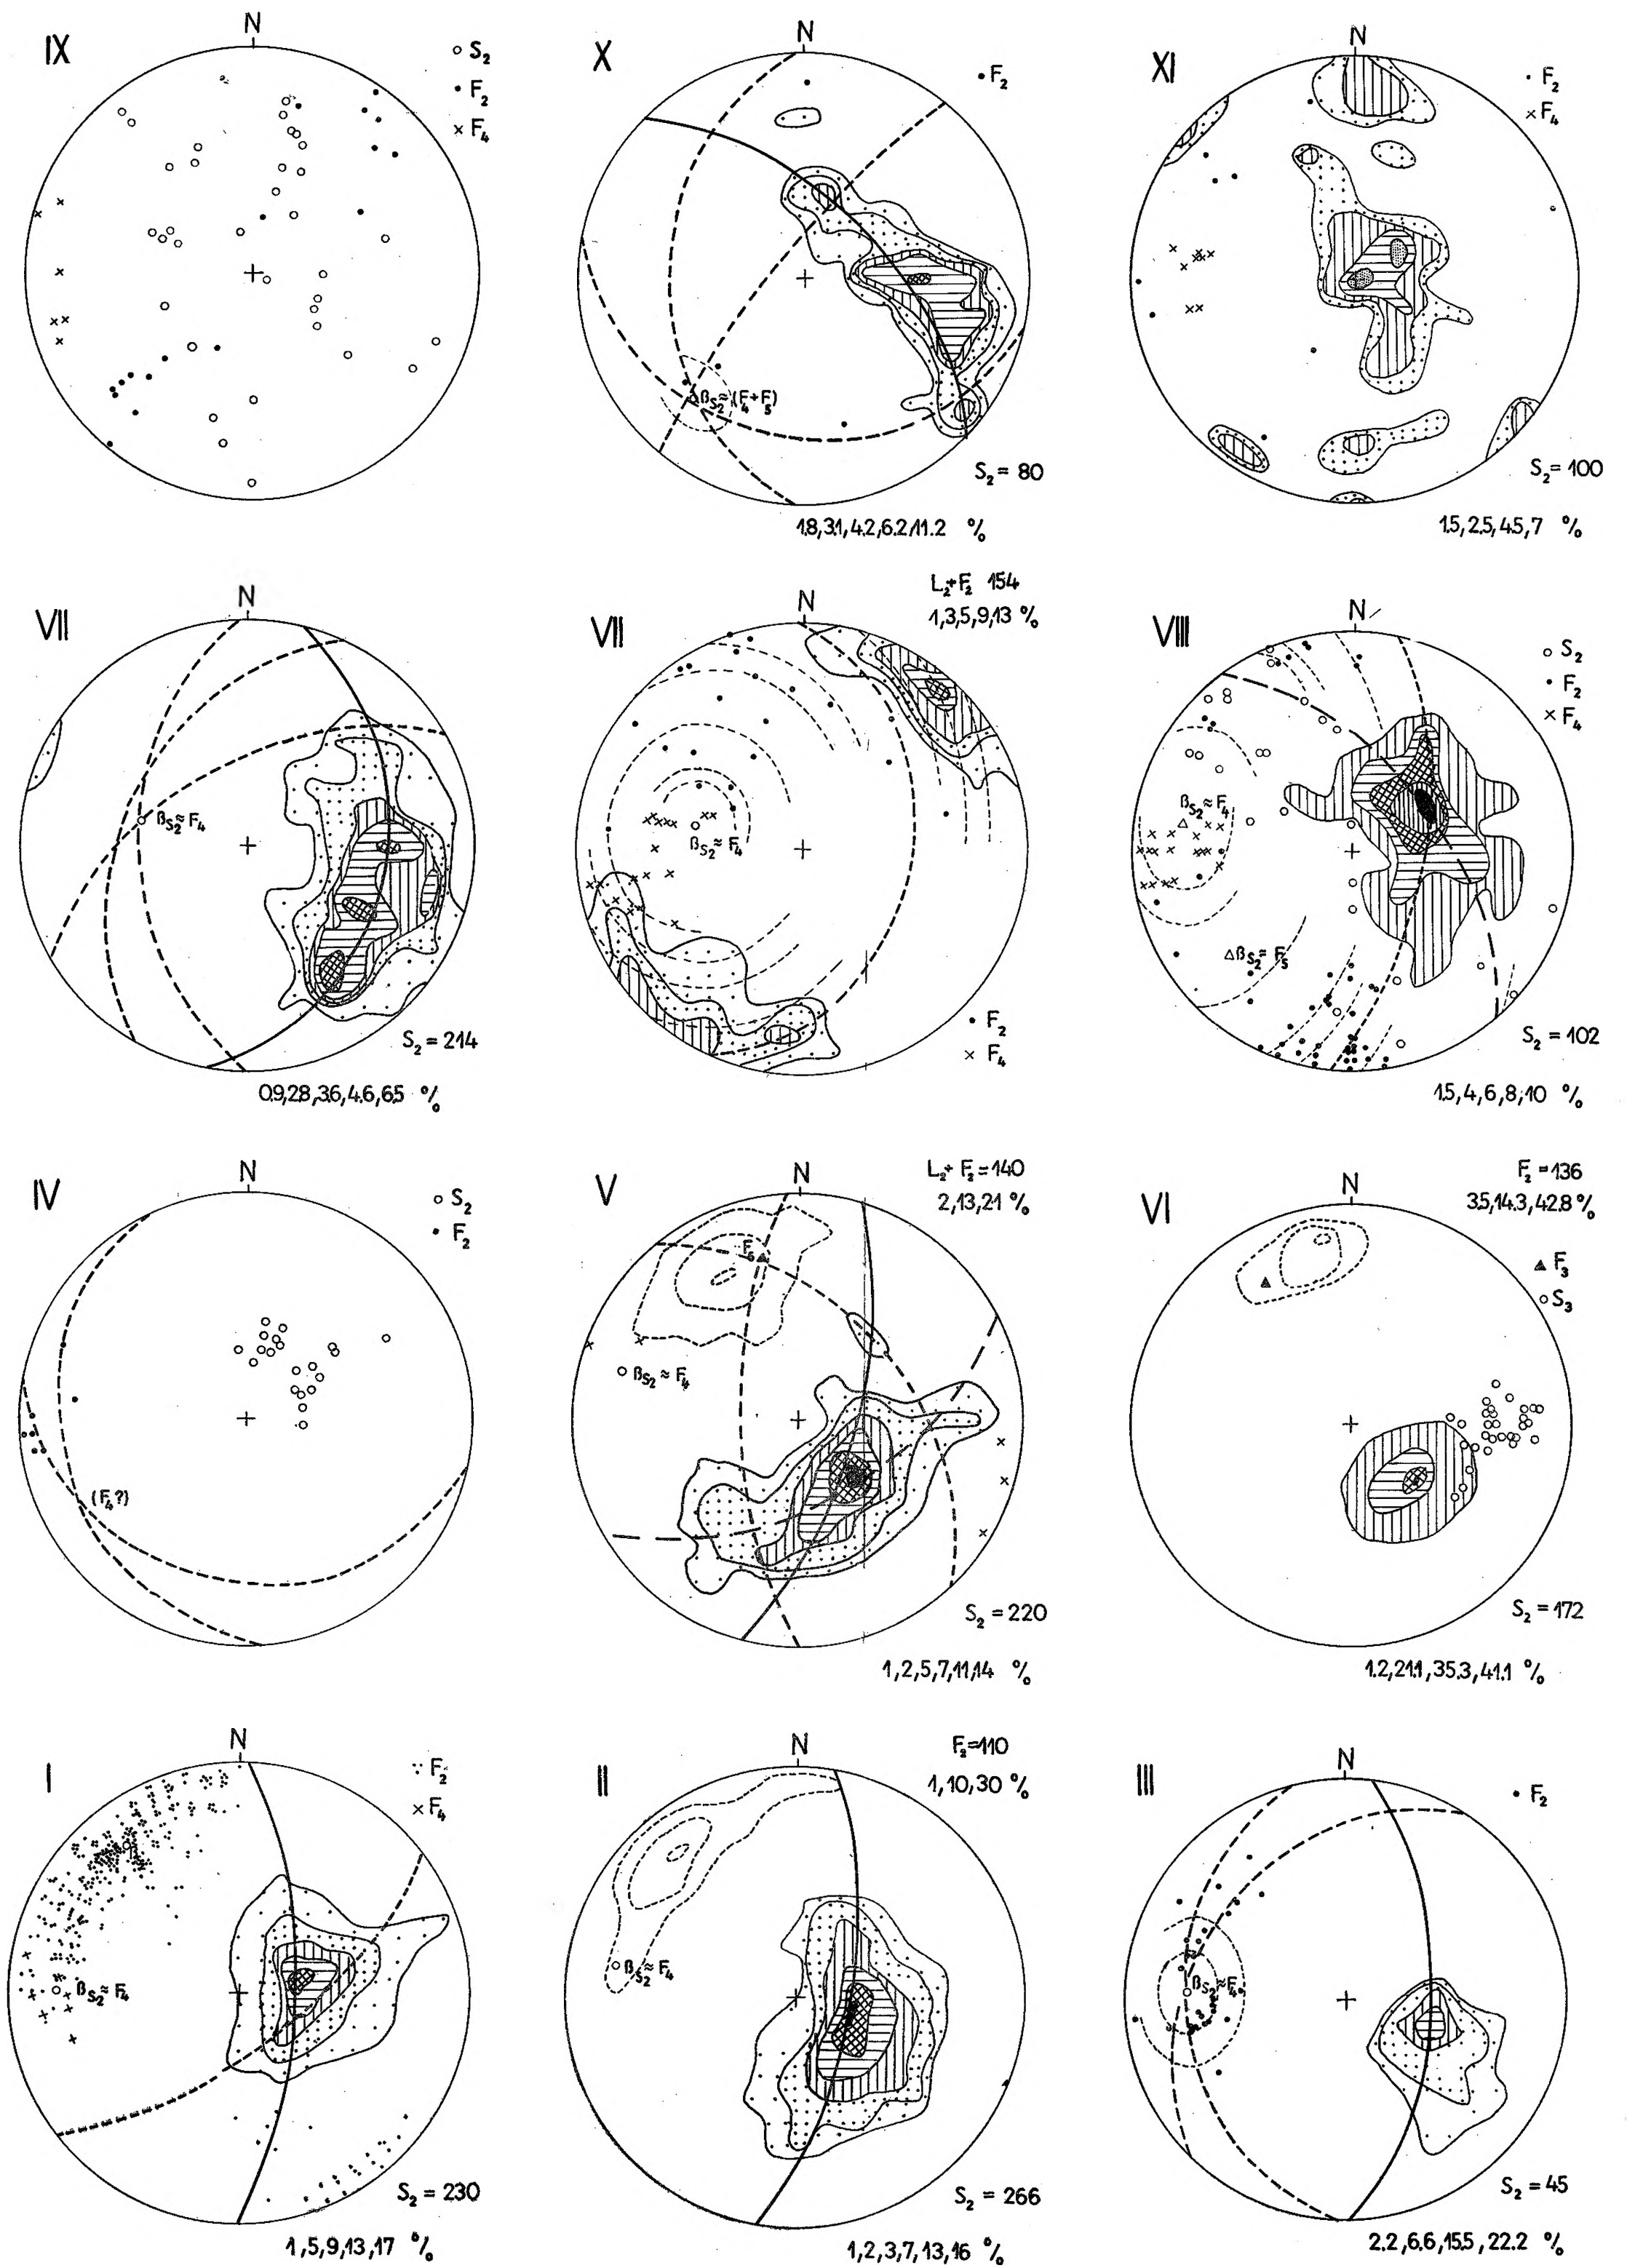 IX
N
○ S₂
• F₂
× F₄
X
N
• F₂
βS₂≈(F₄+F₅)
S₂ = 80
1.8,3.1,4.2,6.2,11.2 %
XI
N
• F₂
× F₄
S₂ = 100
1.5,2.5,4.5,7 %
VII
N
βS₂≈F₄
S₂ = 214
0.9,2.8,3.6,4.6,6.5 %
VII
N
L₂+F₂ 154
1,3,5,9,13 %
βS₂≈F₄
• F₂
× F₄
VIII
N
○ S₂
• F₂
× F₄
βS₂≈F₄
△βS₂≈F₅
S₂ = 102
1.5,4,6,8,10 %
IV
N
○ S₂
• F₂
(F₄?)
V
N
L₂+F₂ = 140
2,13,21 %
βS₂≈F₄
S₂ = 220
1,2,5,7,11,14 %
VI
N
F₂ = 136
3.5,14.3,42.8 %
▲ F₃
○ S₃
S₂ = 172
1.2,21.1,35.3,41.1 %
I
N
F₂
× F₄
βS₂≈F₄
S₂ = 230
1,5,9,13,17 %
II
N
F₂=110
1,10,30 %
βS₂≈F₄
S₂ = 266
1,2,3,7,13,16 %
III
N
• F₂
βS₂≈F₄
S₂ = 45
2.2,6.6,15.5,22.2 %